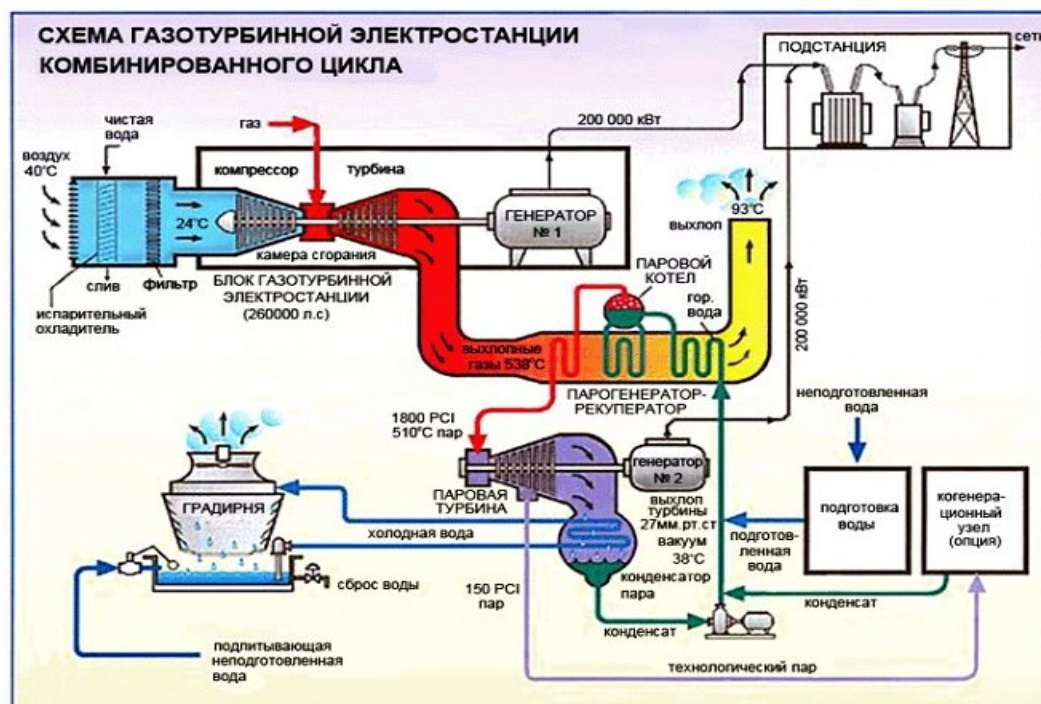 СХЕМА ГАЗОТУРБИННОЙ ЭЛЕКТРОСТАНЦИИ
КОМБИНИРОВАННОГО ЦИКЛА
ПОДСТАНЦИЯ
сеть
чистая
вода
газ
200 000 кВт
воздух
40°С
компрессор
турбина
24°С
ГЕНЕРАТОР
№ 1
93°С
выхлоп
камера сгорания
слив
фильтр
испарительный
охладитель
БЛОК ГАЗОТУРБИННОЙ
ЭЛЕКТРОСТАНЦИИ
(260000 л.с)
ПАРОВОЙ
КОТЕЛ
гор.
вода
200 000 кВт
выхлопные
газы 538°С
ПАРОГЕНЕРАТОР-
РЕКУПЕРАТОР
неподготовленная
вода
1800 PCI
510°С пар
генератор
№ 2
ПАРОВАЯ
ТУРБИНА
выхлоп
турбины
27мм.рт.ст
вакуум
38°С
ГРАДИРНЯ
холодная вода
подготов-
ленная
вода
подготовка
воды
когенера-
ционный
узел
(опция)
сброс воды
150 PCI
пар
конденсатор
пара
конденсат
конденсат
подпитывающая
неподготовленная
вода
технологический пар